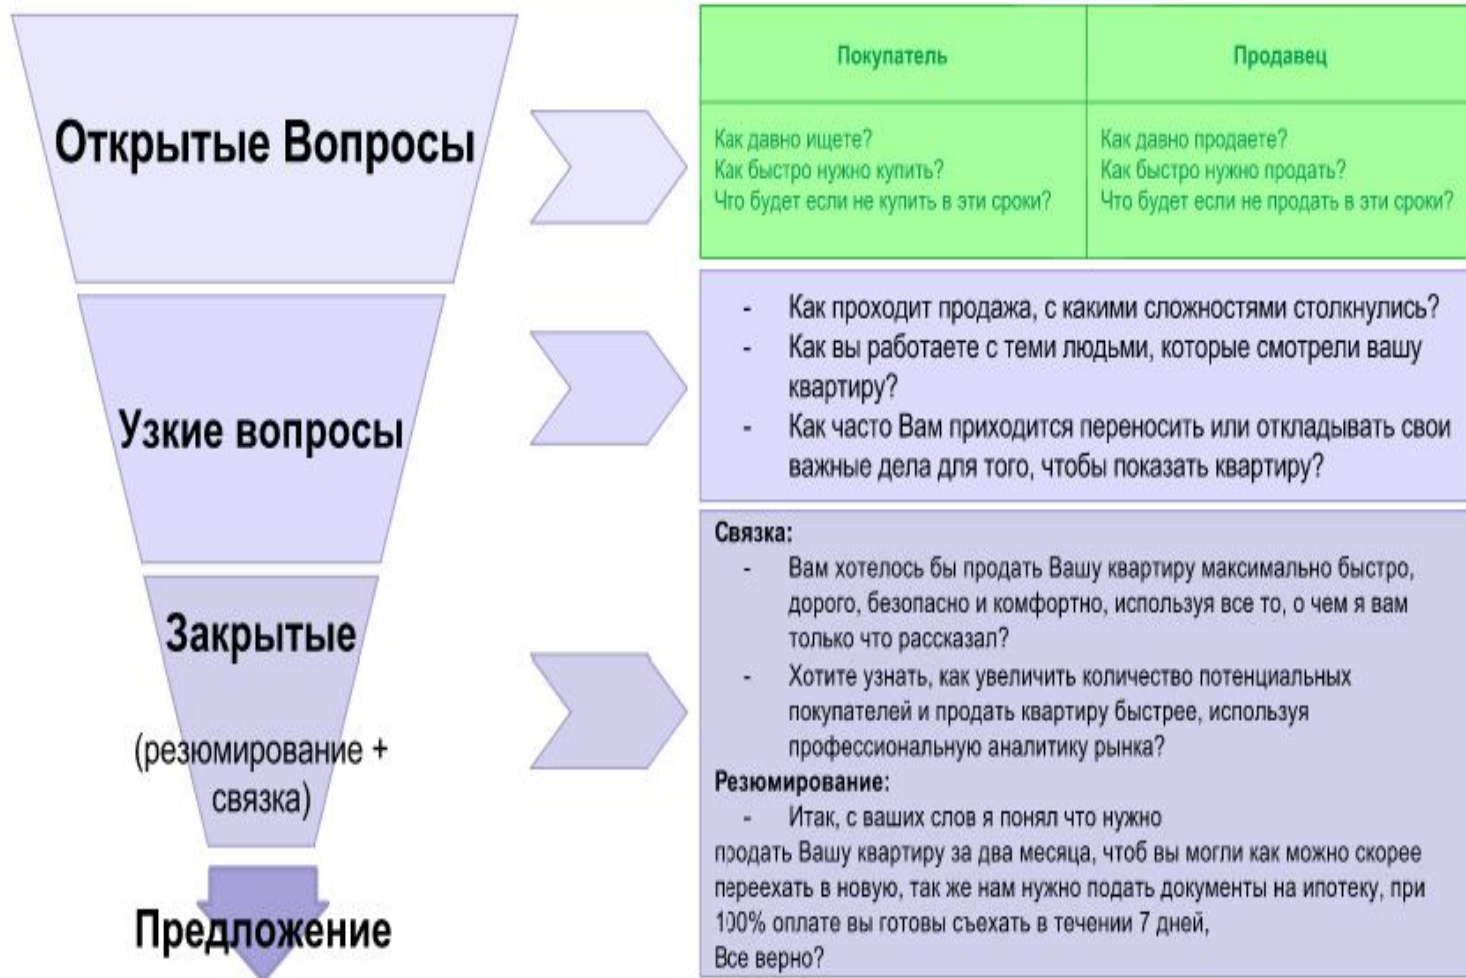 Открытые Вопросы
Покупатель
Продавец
Как давно ищете?
Как быстро нужно купить?
Что будет если не купить в эти сроки?
Как давно продаете?
Как быстро нужно продать?
Что будет если не продать в эти сроки?
Узкие вопросы
- Как проходит продажа, с какими сложностями столкнулись?
- Как вы работаете с теми людьми, которые смотрели вашу
квартиру?
- Как часто Вам приходится переносить или откладывать свои
важные дела для того, чтобы показать квартиру?
Закрытые
(резюмирование +
связка)
Связка:
- Вам хотелось бы продать Вашу квартиру максимально быстро,
дорого, безопасно и комфортно, используя все то, о чем я вам
только что рассказал?
- Хотите узнать, как увеличить количество потенциальных
покупателей и продать квартиру быстрее, используя
профессиональную аналитику рынка?
Резюмирование:
- Итак, с ваших слов я понял что нужно
продать Вашу квартиру за два месяца, чтоб вы могли как можно скорее
переехать в новую, так же нам нужно подать документы на ипотеку, при
100% оплате вы готовы съехать в течении 7 дней,
Все верно?
Предложение